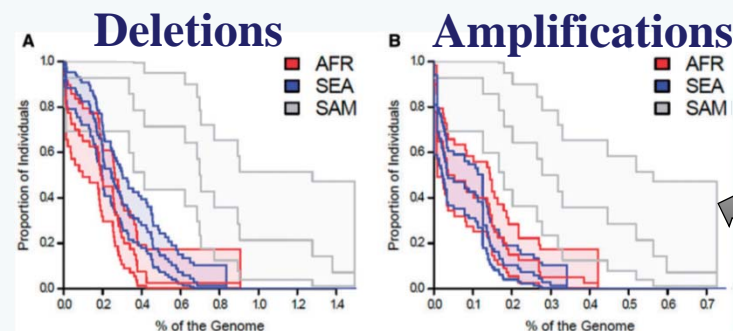 Deletions
Amplifications
A
AFR
SEA
SAM
Proportion of Individuals
1.0
0.8
0.6
0.4
0.2
0.0
0.0 0.2 0.4 0.6 0.8 1.0 1.2 1.4
% of the Genome
B
AFR
SEA
SAM
Proportion of Individuals
1.0
0.8
0.6
0.4
0.2
0.0
0.0 0.1 0.2 0.3 0.4 0.5 0.6 0.7
% of the Genome